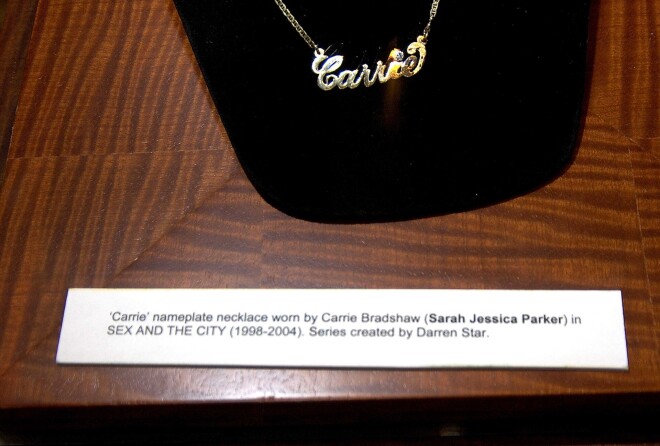 Carrie
‘Carrie’ nameplate necklace worn by Carrie Bradshaw (Sarah Jessica Parker) in
SEX AND THE CITY (1998-2004). Series created by Darren Star.